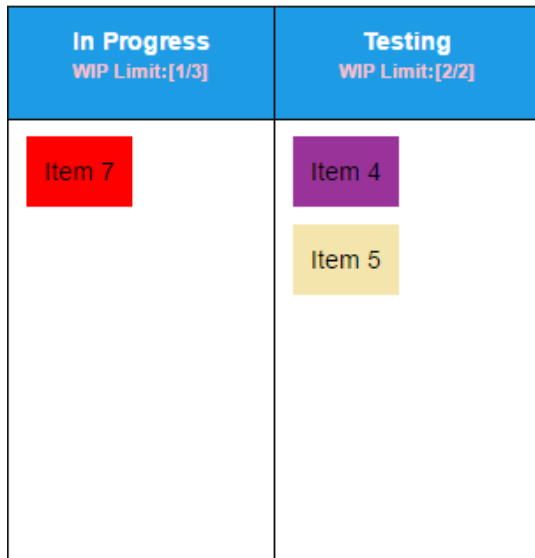 In Progress
WIP Limit:[1/3]
Testing
WIP Limit:[2/2]
Item 7
Item 4
Item 5